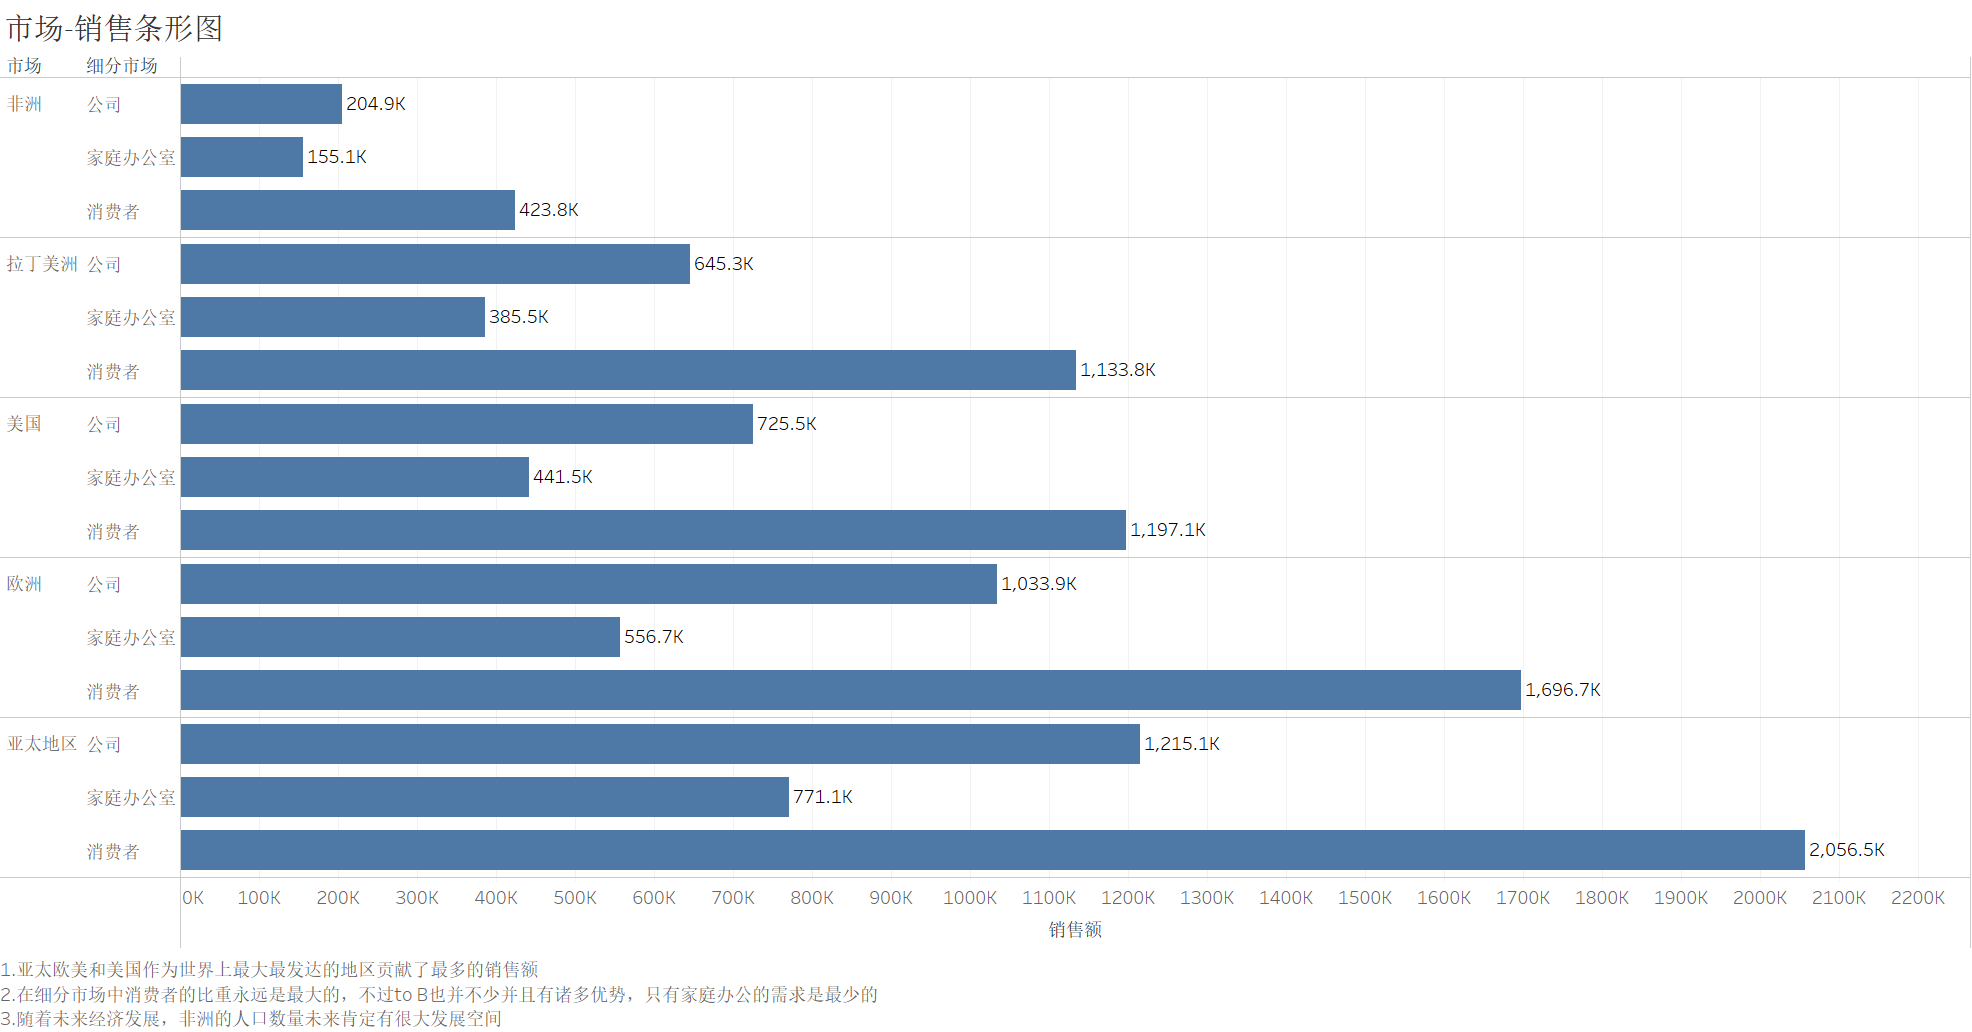 市场-销售条形图
市场 细分市场
非洲 公司 204.9K
家庭办公室 155.1K
消费者 423.8K
拉丁美洲 公司 645.3K
家庭办公室 385.5K
消费者 1,133.8K
美国 公司 725.5K
家庭办公室 441.5K
消费者 1,197.1K
欧洲 公司 1,033.9K
家庭办公室 556.7K
消费者 1,696.7K
亚太地区 公司 1,215.1K
家庭办公室 771.1K
消费者 2,056.5K
0K 100K 200K 300K 400K 500K 600K 700K 800K 900K 1000K 1100K 1200K 1300K 1400K 1500K 1600K 1700K 1800K 1900K 2000K 2100K 2200K
销售额
1.亚太欧美和美国作为世界上最大最发达的地区贡献了最多的销售额
2.在细分市场中消费者的比重永远是最大的，不过to B也并不少并且有诸多优势，只有家庭办公的需求是最少的
3.随着未来经济发展，非洲的人口数量未来肯定有很大发展空间